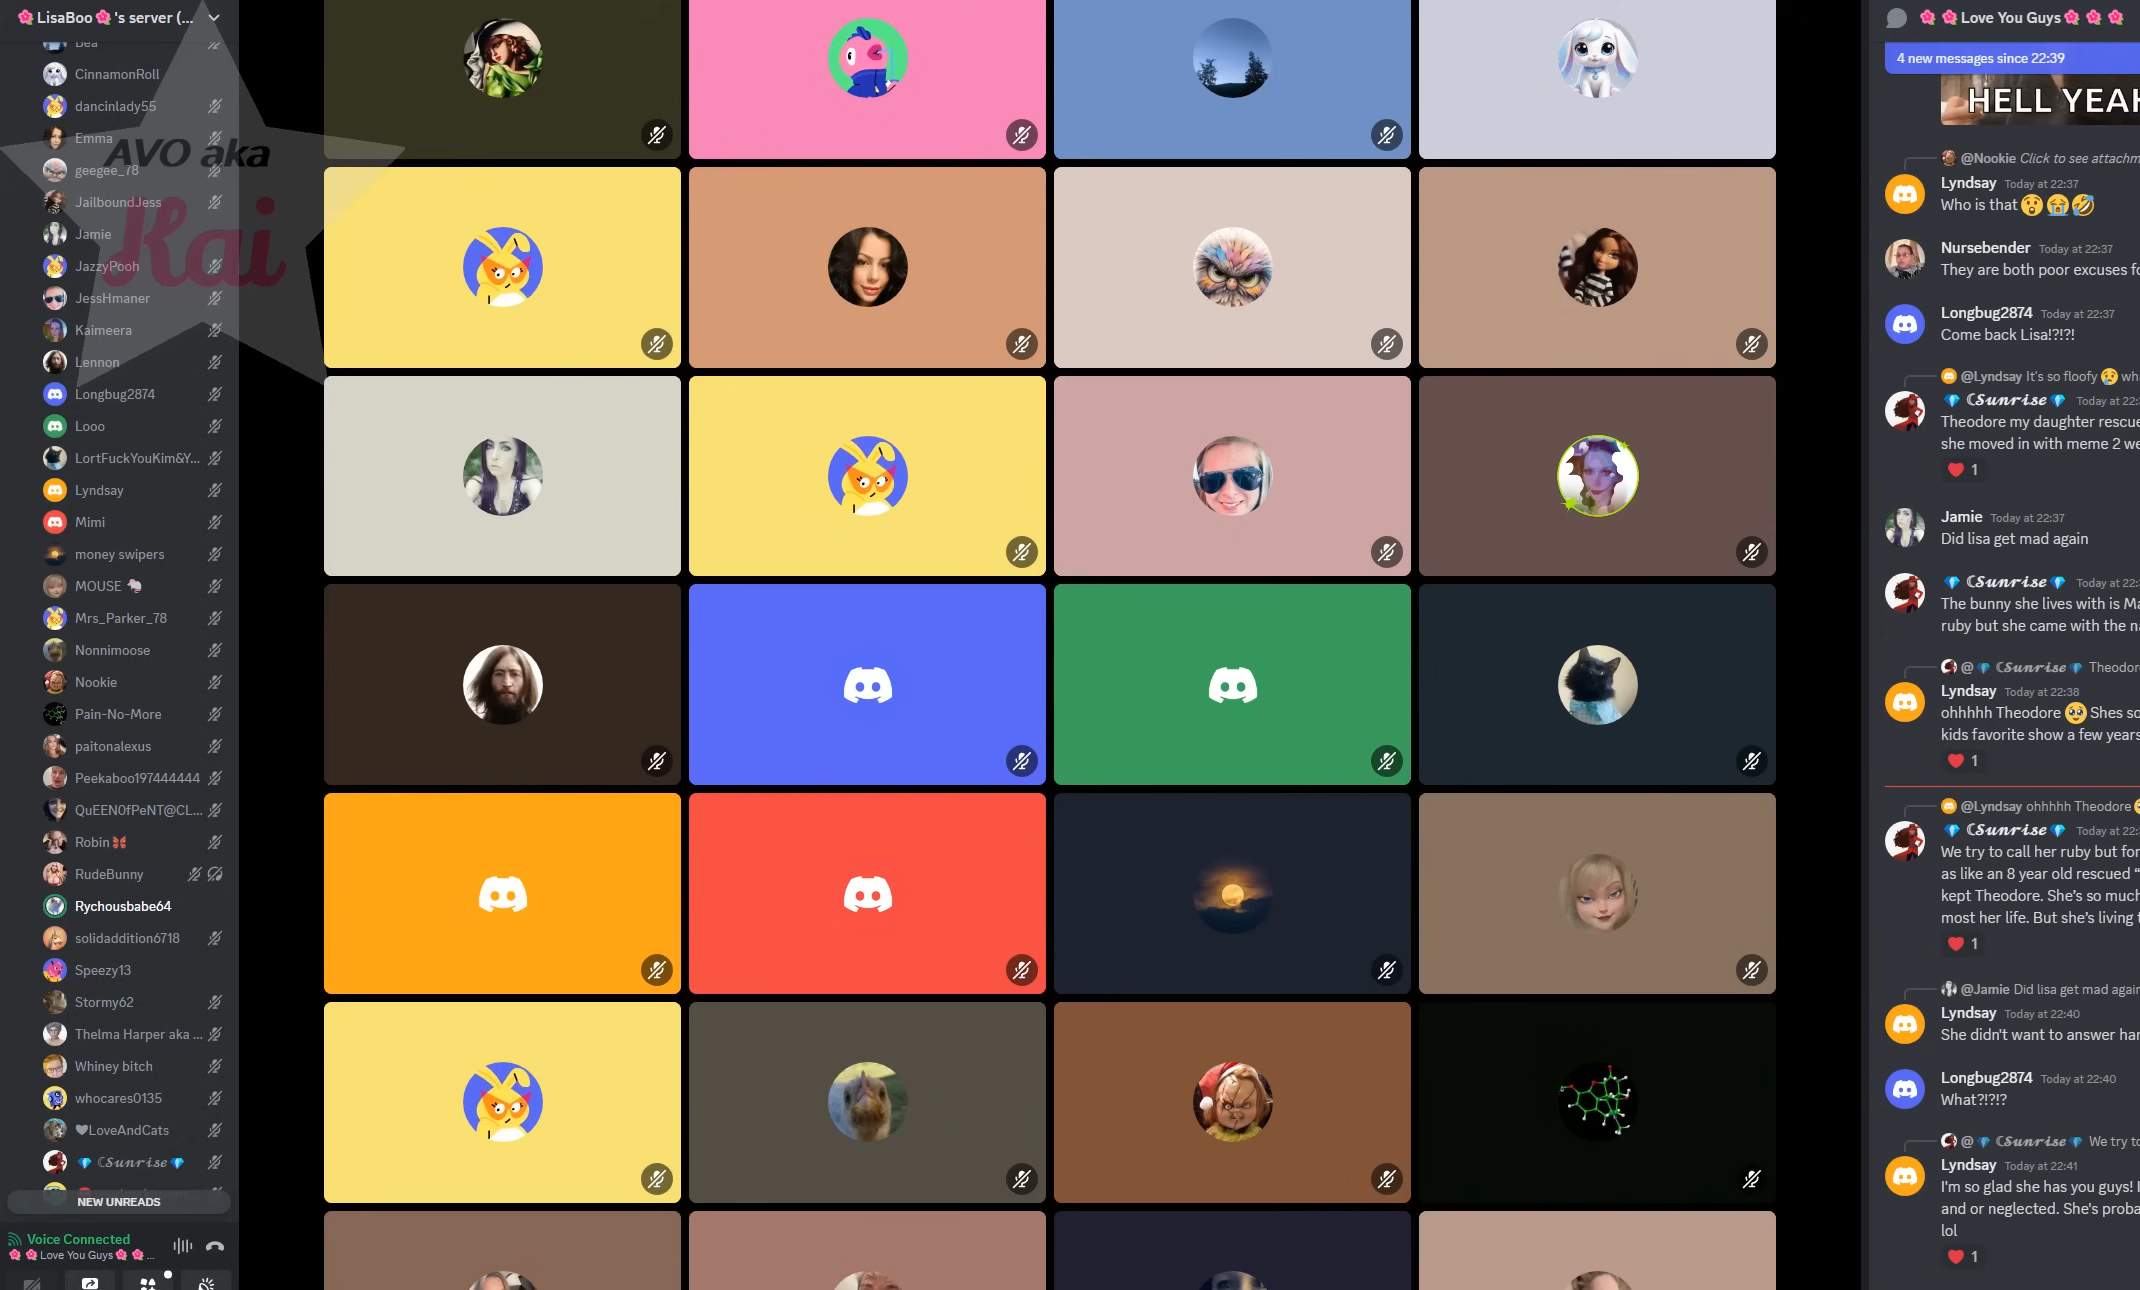 🌺LisaBoo🌺's server (...
Bea
CinnamonRoll
dancinlady55
Emma
AVO aka
geegee_78
JailboundJess
Kai
Jamie
JazzyPooh
JessHmaner
Kaimeera
Lennon
Longbug2874
Looo
LortFuckYouKim&Y...
Lyndsay
Mimi
money swipers
MOUSE 🐁
Mrs_Parker_78
Nonnimoose
Nookie
Pain-No-More
paitonalexus
Peekaboo197444444
QuEEN0fPeNT@CL...
Robin🦋
RudeBunny
Rychousbabe64
solidaddition6718
Speezy13
Stormy62
Thelma Harper aka ...
Whiney bitch
whocares0135
🖤LoveAndCats
💎 ☾𝓢𝓾𝓷𝓻𝓲𝓼𝓮💎
NEW UNREADS
Voice Connected
🌺🌺Love You Guys🌺🌺...
🌺🌺Love You Guys🌺🌺🌺
4 new messages since 22:39
HELL YEAH
@Nookie Click to see attachm
Lyndsay Today at 22:37
Who is that😲😭🤣
Nursebender Today at 22:37
They are both poor excuses fo
Longbug2874 Today at 22:37
Come back Lisa!?!?!
@Lyndsay It's so floofy 😢 wh
💎 ☾𝓢𝓾𝓷𝓻𝓲𝓼𝓮💎 Today at 22:
Theodore my daughter rescue
she moved in with meme 2 we
❤️ 1
Jamie Today at 22:37
Did lisa get mad again
💎 ☾𝓢𝓾𝓷𝓻𝓲𝓼𝓮💎 Today at 22:
The bunny she lives with is Ma
ruby but she came with the na
@💎 ☾𝓢𝓾𝓷𝓻𝓲𝓼𝓮💎 Theodor
Lyndsay Today at 22:38
ohhhhh Theodore 🥹 Shes so
kids favorite show a few years
❤️ 1
@Lyndsay ohhhhh Theodore
💎 ☾𝓢𝓾𝓷𝓻𝓲𝓼𝓮💎 Today at 22:
We try to call her ruby but for
as like an 8 year old rescued “
kept Theodore. She's so much
most her life. But she's living t
❤️ 1
@Jamie Did lisa get mad again
Lyndsay Today at 22:40
She didn't want to answer har
Longbug2874 Today at 22:40
What?!?!?
@💎 ☾𝓢𝓾𝓷𝓻𝓲𝓼𝓮💎 We try to
Lyndsay Today at 22:41
I'm so glad she has you guys! I
and or neglected. She's proba
lol
❤️ 1